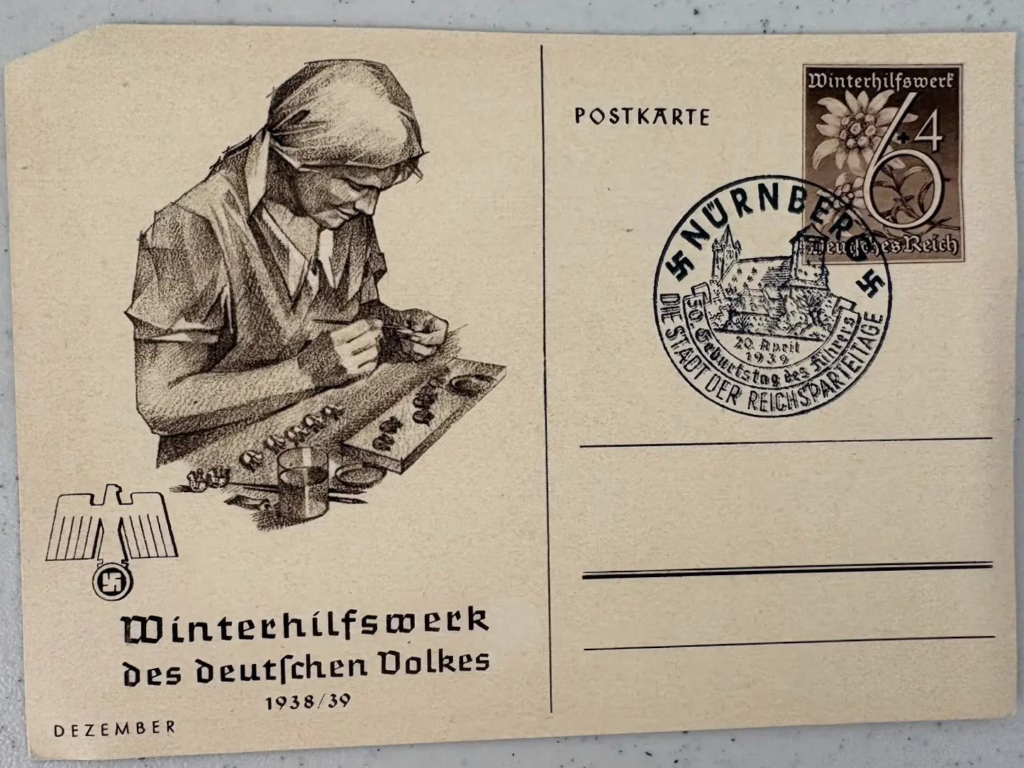 Winterhilfswerk
des deutſchen Volkes
1938/39
DEZEMBER
POSTKARTE
Winterhilfswerk
6+4
Deutsches Reich
NÜRNBERG
50. Geburtstag des Führers
20. April
1939
DIE STADT DER REICHSPARTEITAGE